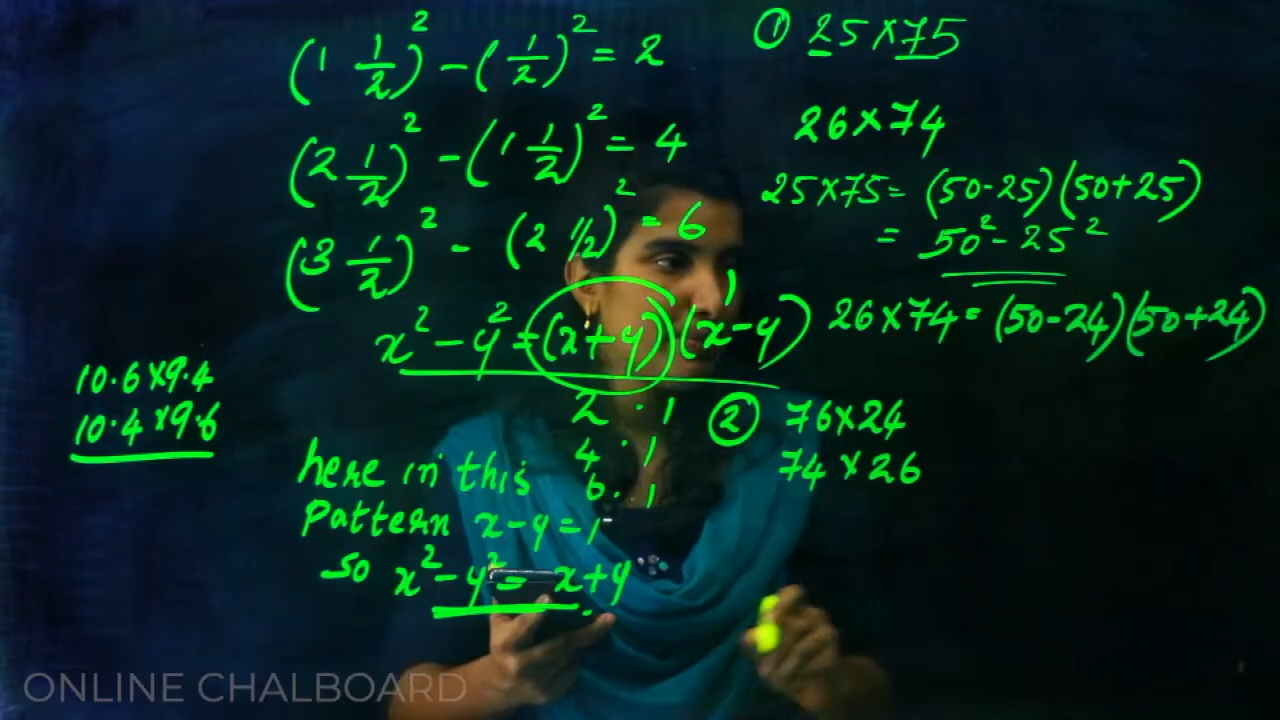 (1 1/2)² - (1/2)² = 2
(2 1/2)² - (1 1/2)² = 4
(3 1/2)² - (2 1/2)² = 6
x² - y² = (x+y)(x-y)
2 . 1
4 . 1
6 . 1
here in this
Pattern x-y=1
so x² - y² = x+y
10.6×9.4
10.4×9.6
① 25×75
26×74
25×75= (50-25)(50+25)
= 50² - 25²
26×74= (50-24)(50+24)
② 76×24
74×26
ONLINE CHALBOARD